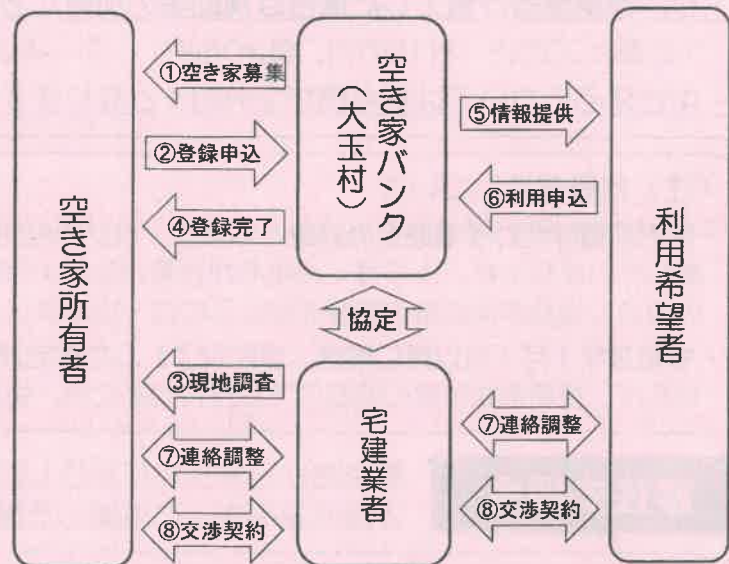 空き家所有者
①空き家募集
②登録申込
④登録完了
③現地調査
⑦連絡調整
⑧交渉契約
空き家バンク
（大玉村）
協定
宅建業者
⑤情報提供
⑥利用申込
⑦連絡調整
⑧交渉契約
利用希望者